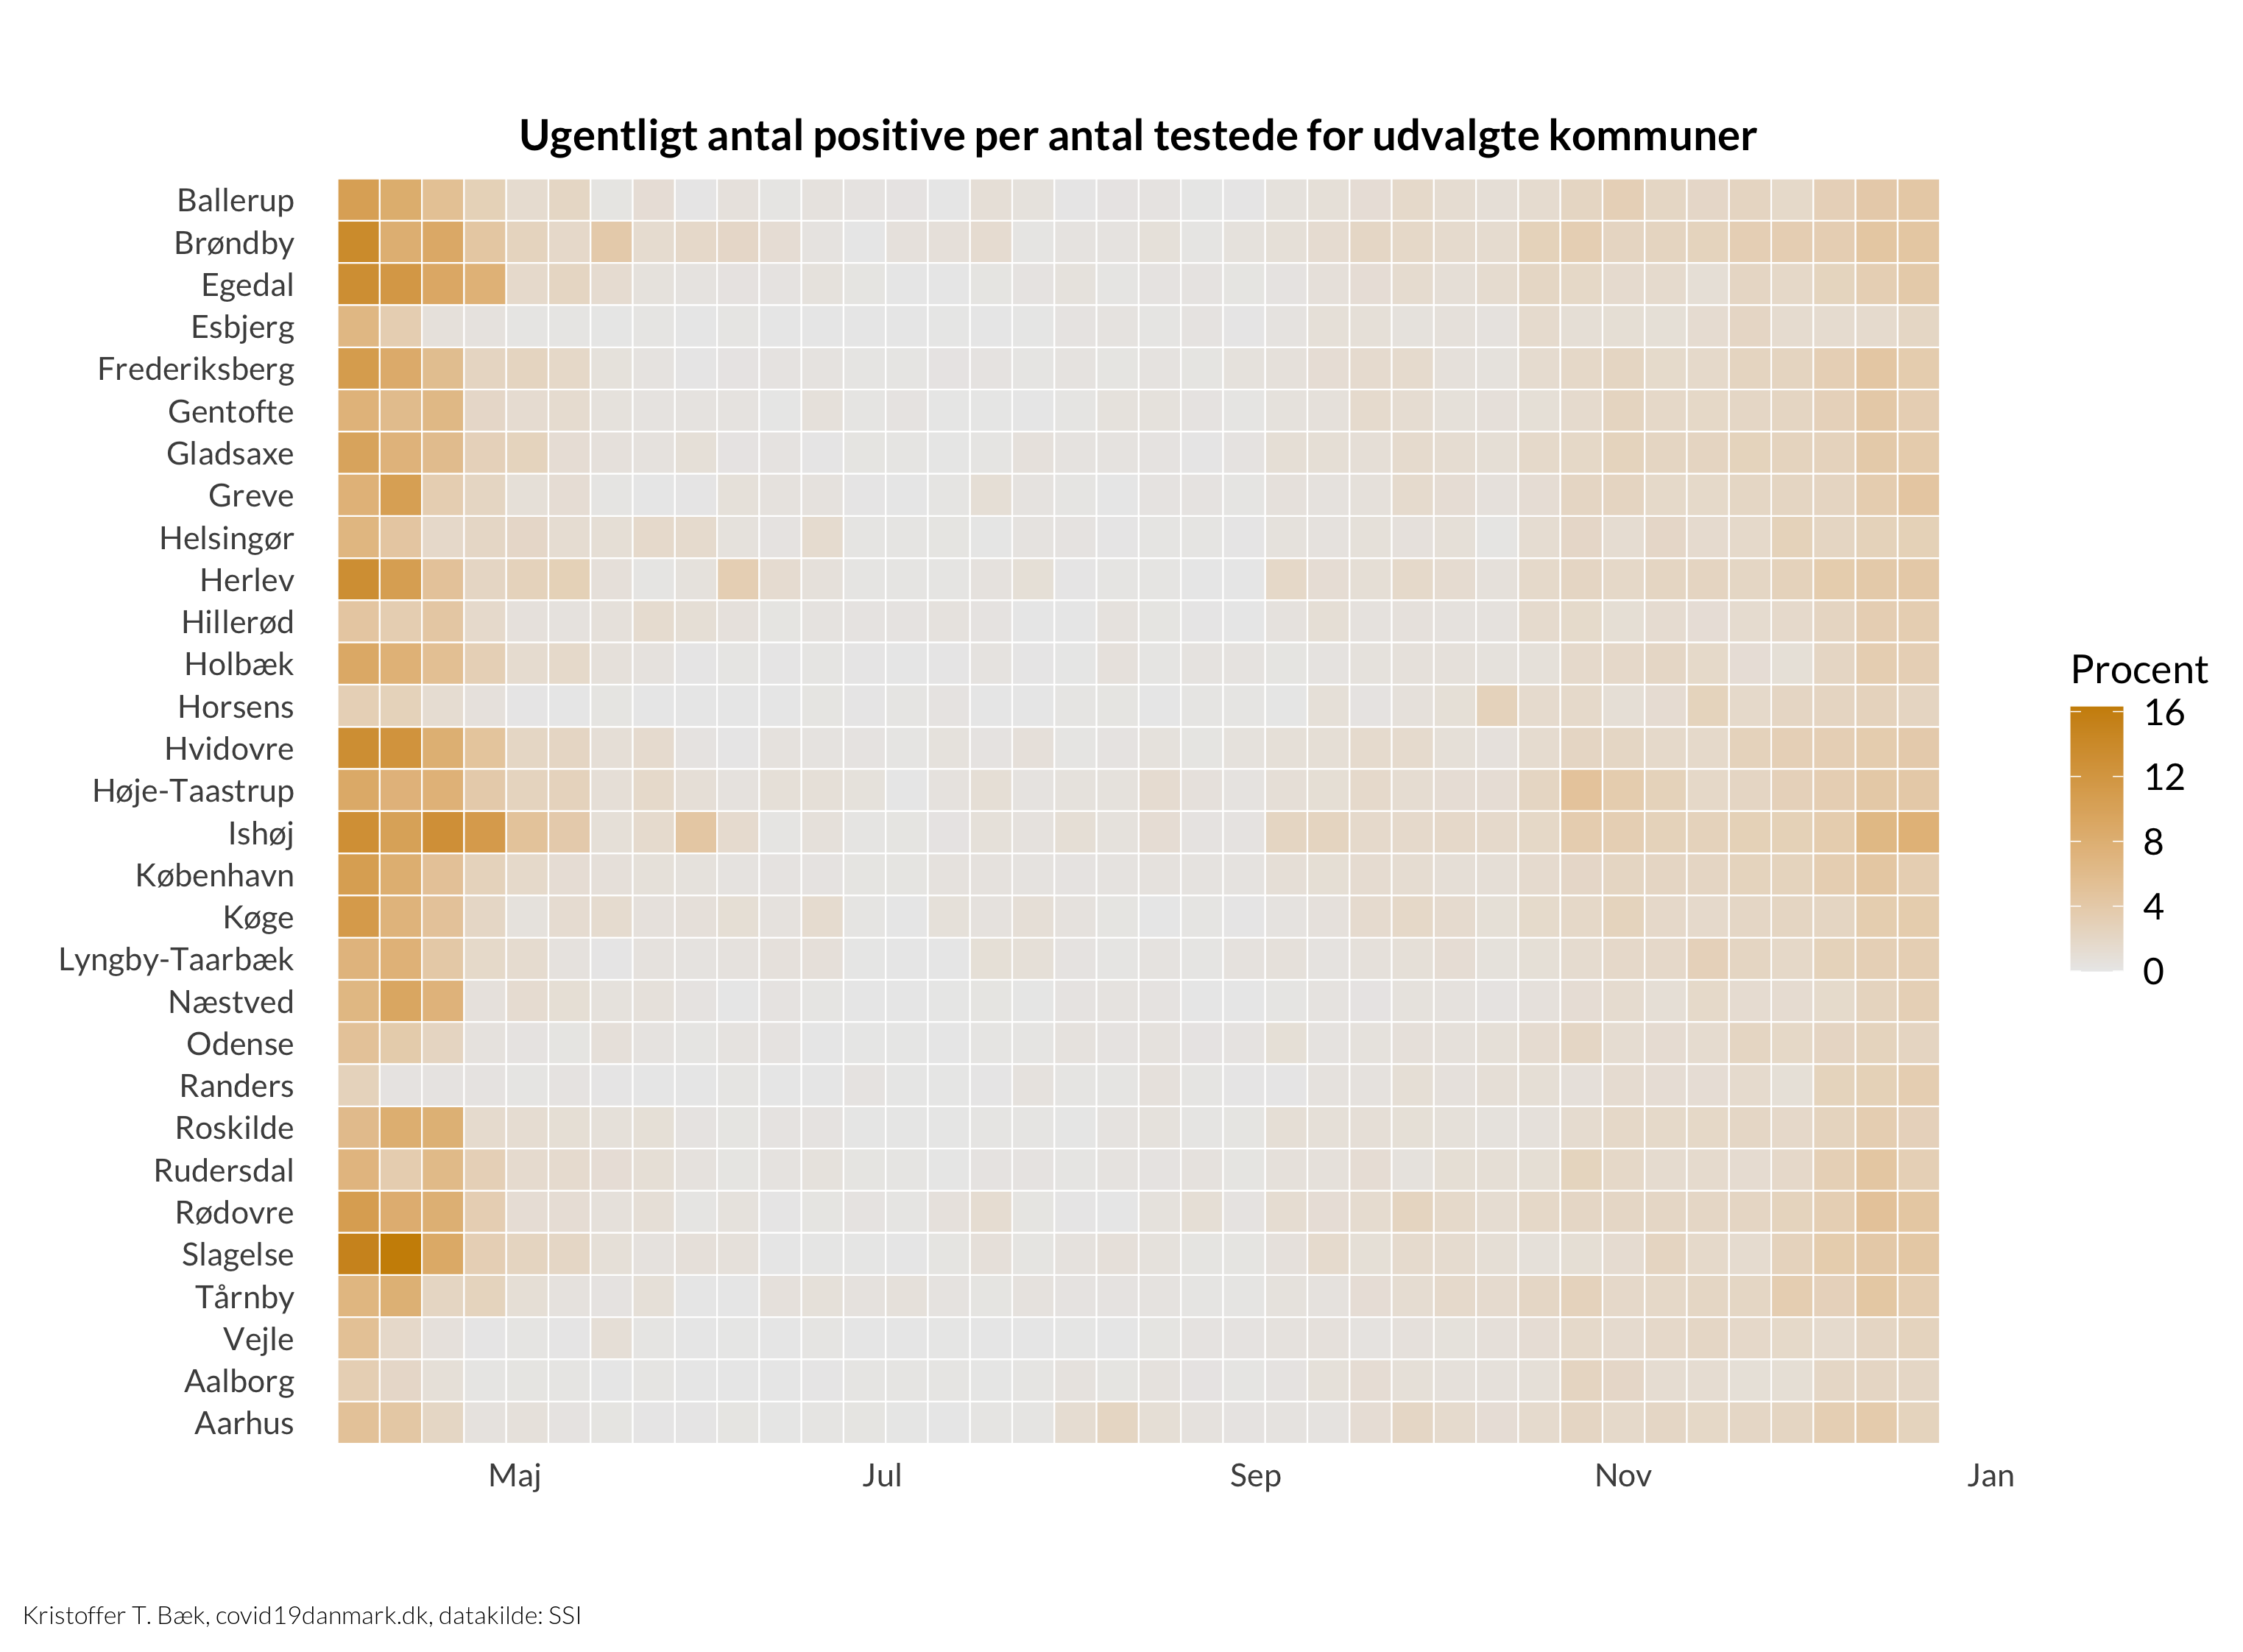 Ugentligt antal positive per antal testede for udvalgte kommuner
Ballerup
Brøndby
Egedal
Esbjerg
Frederiksberg
Gentofte
Gladsaxe
Greve
Helsingør
Herlev
Hillerød
Holbæk
Horsens
Hvidovre
Høje-Taastrup
Ishøj
København
Køge
Lyngby-Taarbæk
Næstved
Odense
Randers
Roskilde
Rudersdal
Rødovre
Slagelse
Tårnby
Vejle
Aalborg
Aarhus
Maj Jul Sep Nov Jan
Procent
16
12
8
4
0
Kristoffer T. Bæk, covid19danmark.dk, datakilde: SSI